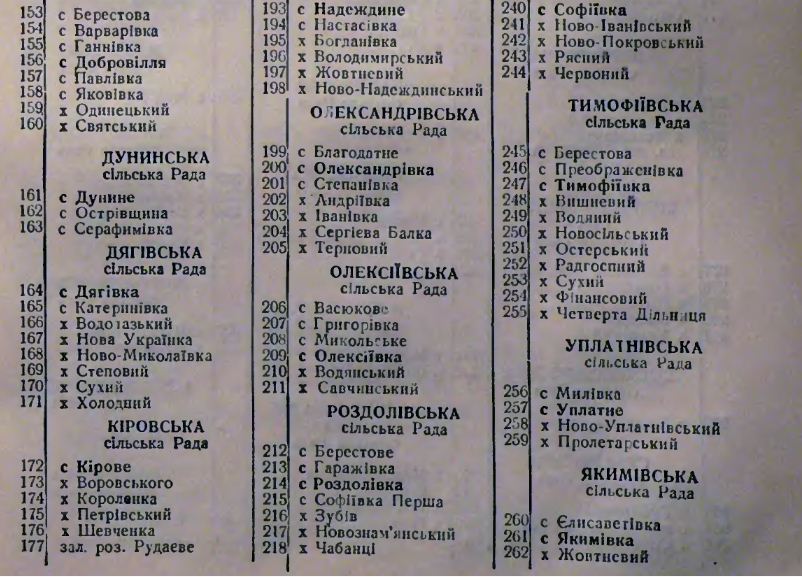 153 с Берестова
154 с Варварівка
155 с Ганнівка
156 с Добровілля
157 с Павлівка
158 с Яковівка
159 х Одинецький
160 х Святський
ДУНИНСЬКА
сільська Рада
161 с Дунине
162 с Острівщина
163 с Серафимівка
ДЯГІВСЬКА
сільська Рада
164 с Дягівка
165 с Катеринівка
166 х Водолазький
167 х Нова Українка
168 х Ново-Миколаївка
169 х Степовий
170 х Сухий
171 х Холодний
КІРОВСЬКА
сільська Рада
172 с Кірове
173 х Воровського
174 х Короленка
175 х Петрівський
176 х Шевченка
177 зал. роз. Рудаеве
193 с Надеждине
194 с Настасівка
195 х Богданівка
196 х Володимирський
197 х Жовтневий
198 х Ново-Надеждинський
ОЛЕКСАНДРІВСЬКА
сільська Рада
199 с Благодатне
200 с Олександрівка
201 с Степанівка
202 х Андріївка
203 х Іванівка
204 х Сергієва Балка
205 х Терновий
ОЛЕКСІЇВСЬКА
сільська Рада
206 с Васюкове
207 с Григорівка
208 с Микольське
209 с Олексіївка
210 х Водянський
211 х Савчинський
РОЗДОЛІВСЬКА
сільська Рада
212 с Берестове
213 с Гаражівка
214 с Роздолівка
215 с Софіївка Перша
216 х Зубів
217 х Новознам'янський
218 х Чабанці
240 с Софіївка
241 х Ново-Іванівський
242 х Ново-Покровський
243 х Рясний
244 х Червоний
ТИМОФІЇВСЬКА
сільська Рада
245 с Берестова
246 с Преображенівка
247 с Тимофіївка
248 х Вишневий
249 х Водяний
250 х Новосільський
251 х Остерський
252 х Радгоспний
253 х Сухий
254 х Фінансовий
255 х Четверта Дільниця
УПЛАТНІВСЬКА
сільська Рада
256 с Милівка
257 с Уплатне
258 х Ново-Уплатнівський
259 х Пролетарський
ЯКИМІВСЬКА
сільська Рада
260 с Єлисаветівка
261 с Якимівка
262 х Жовтневий